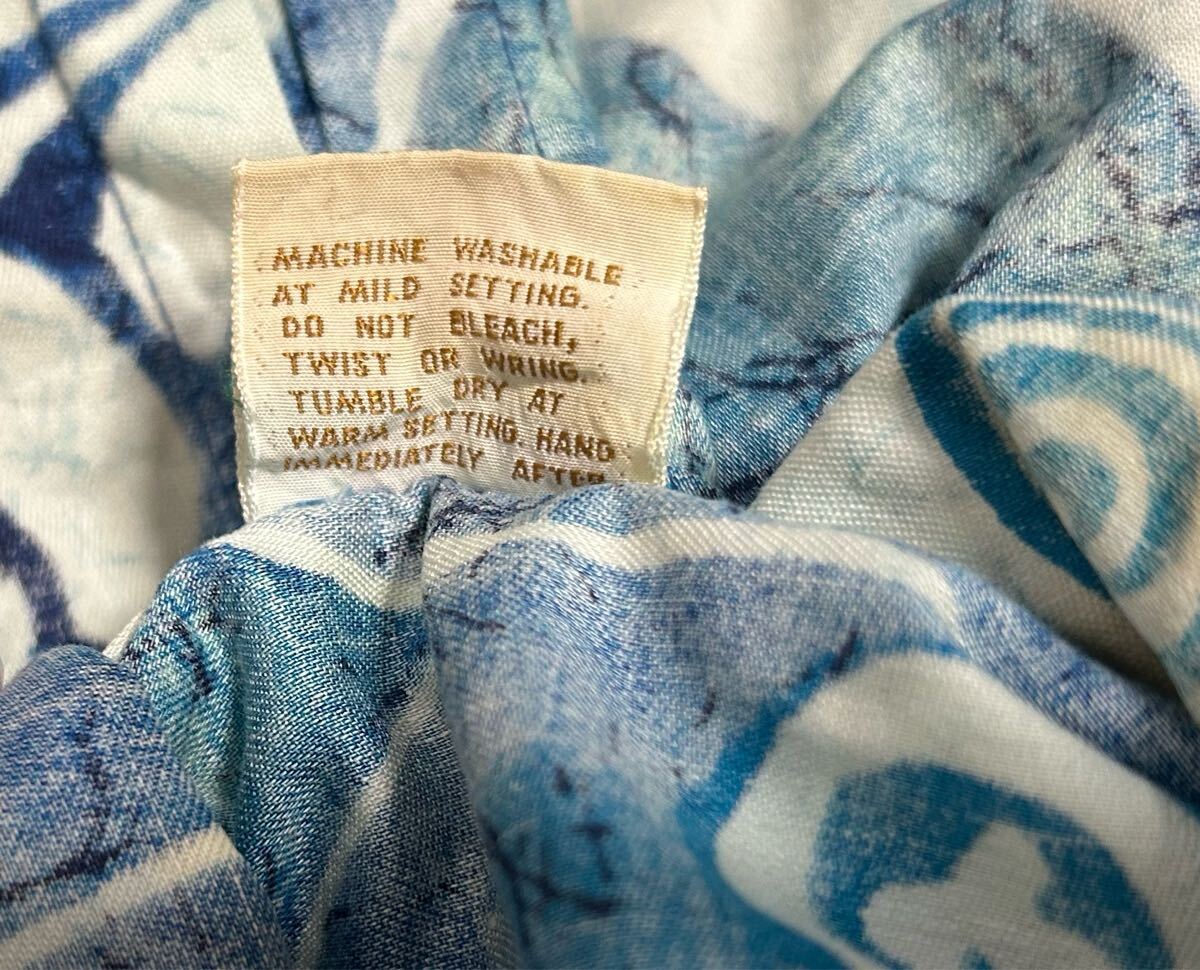 MACHINE WASHABLE
AT MILD SETTING.
DO NOT BLEACH,
TWIST OR WRING.
TUMBLE DRY AT
WARM SETTING. HAND
IMMEDIATELY AFTER